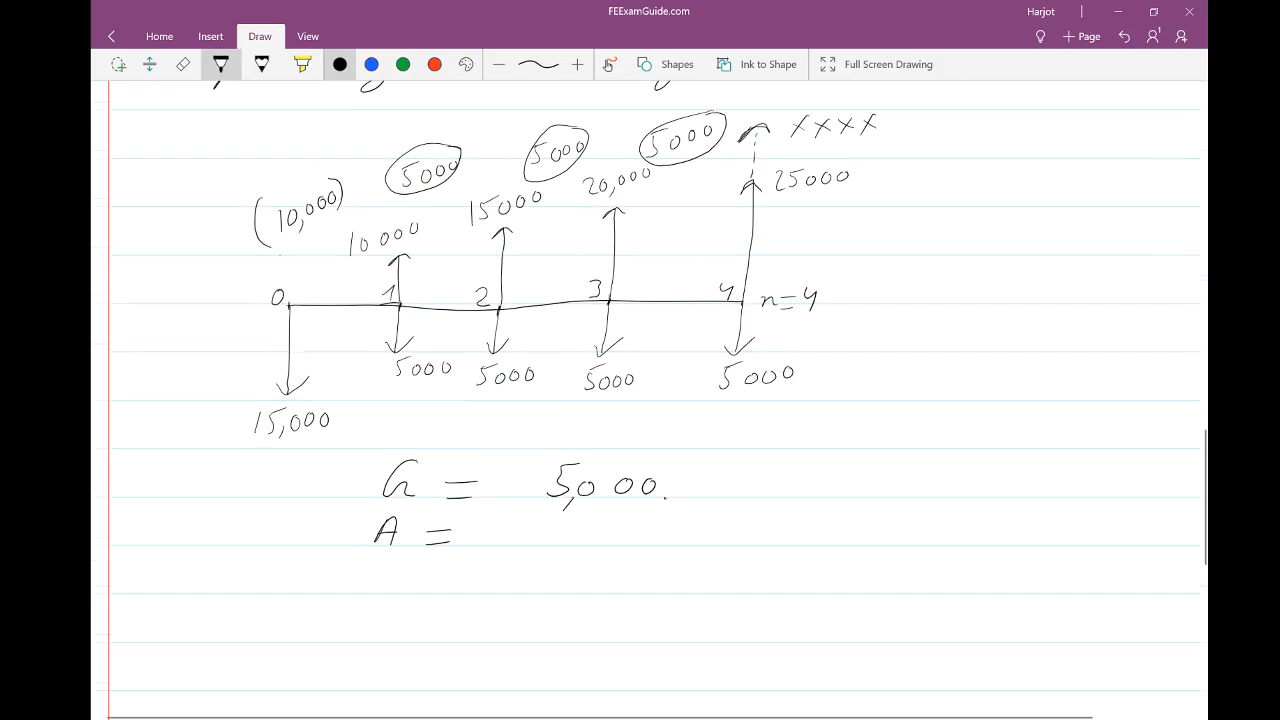 FEExamGuide.com
Harjot
Home Insert Draw View
+ Page
Shapes
Ink to Shape
Full Screen Drawing
5000 5000 5000 XXXX
(10,000) 10 000 15000 20,000 25000
0 1 2 3 4 n=4
5000 5000 5000 5000
15,000
G = 5,000.
A =